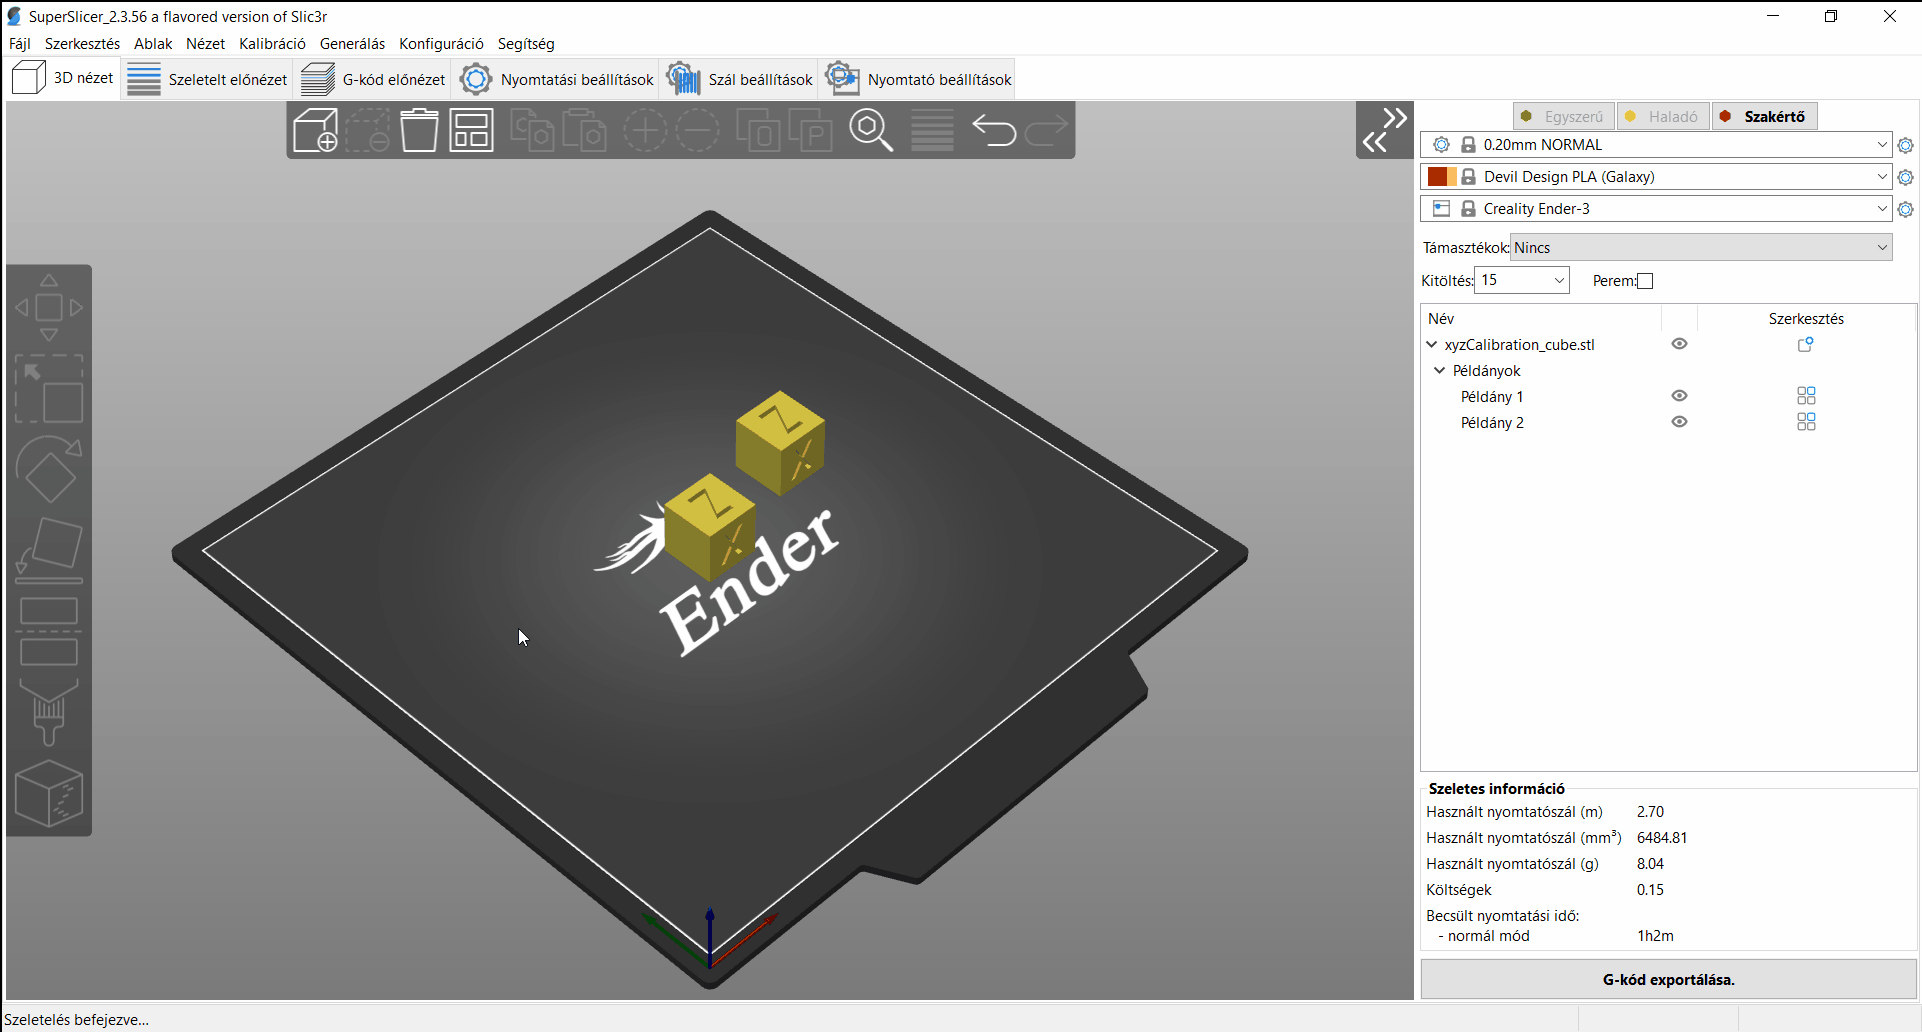 SuperSlicer_2.3.56 a flavored version of Slic3r
Fájl Szerkesztés Ablak Nézet Kalibráció Generálás Konfiguráció Segítség
3D nézet Szeletelt előnézet G-kód előnézet Nyomtatási beállítások Szál beállítások Nyomtató beállítások
Egyszerű Haladó Szakértő
0.20mm NORMAL
Devil Design PLA (Galaxy)
Creality Ender-3
Támasztékok: Nincs
Kitöltés: 15 Perem:
Név Szerkesztés
xyzCalibration_cube.stl
Példányok
Példány 1
Példány 2
Z
X
Z
X
Ender
Szeletes információ
Használt nyomtatószál (m) 2.70
Használt nyomtatószál (mm³) 6484.81
Használt nyomtatószál (g) 8.04
Költségek 0.15
Becsült nyomtatási idő:
- normál mód 1h2m
G-kód exportálása.
Szeletelés befejezve...